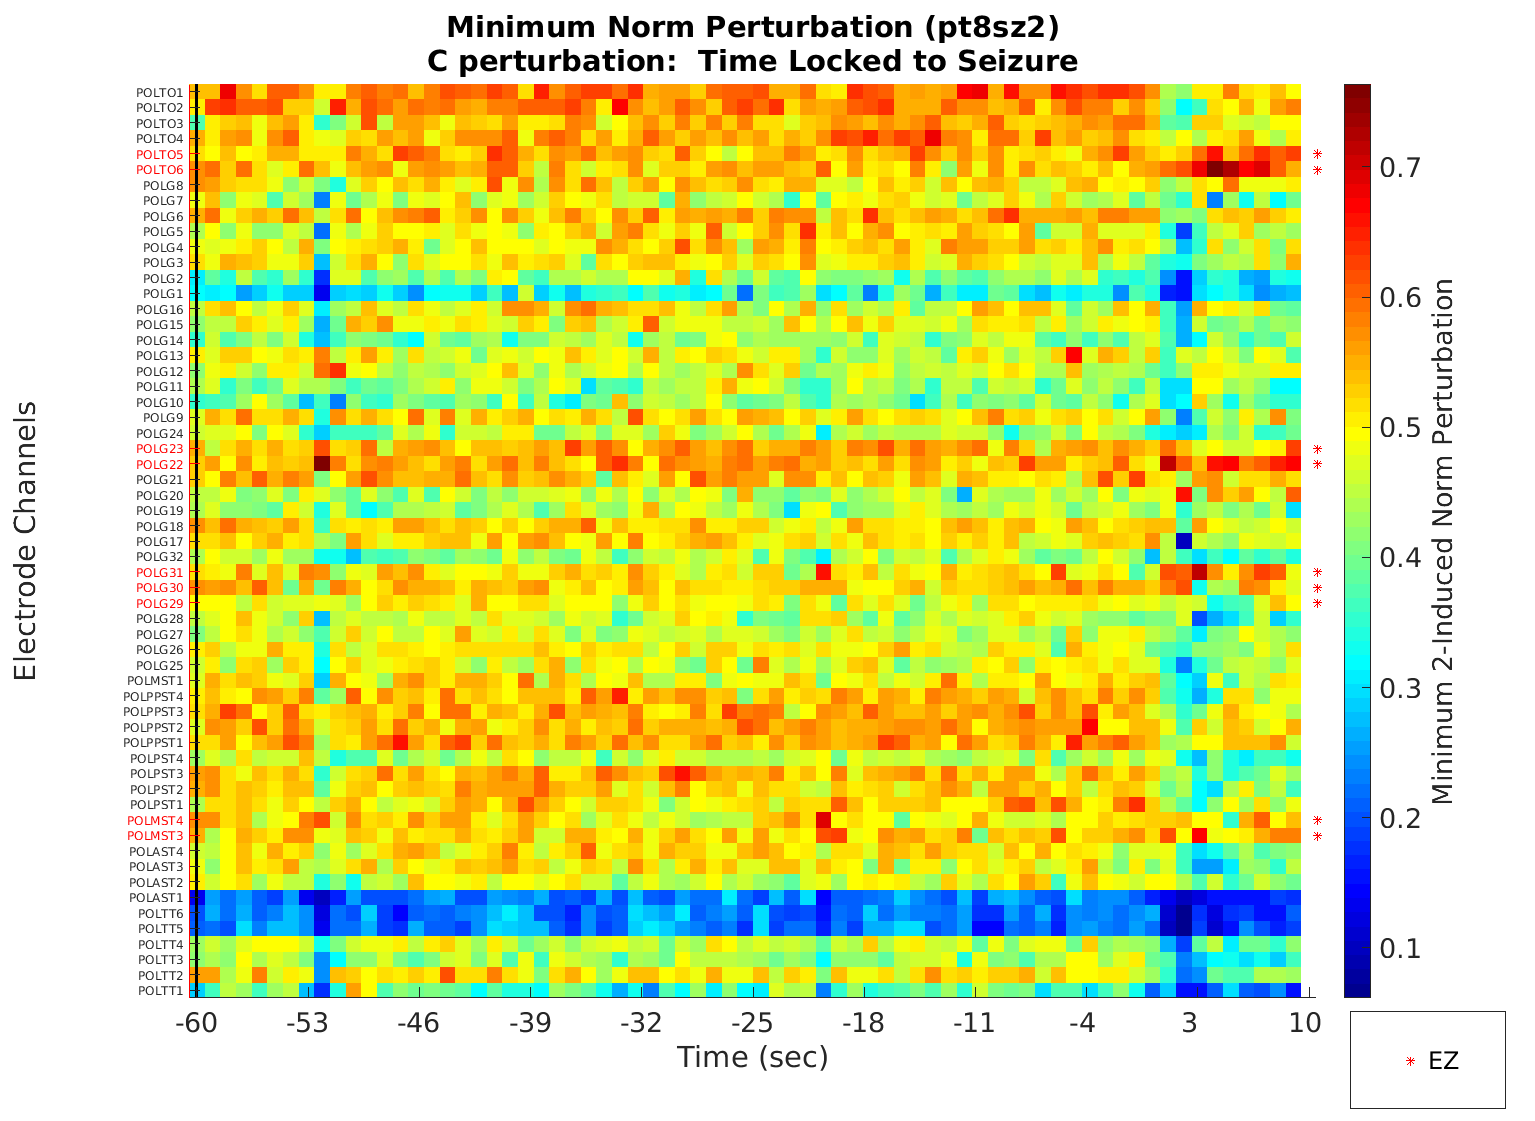 Minimum Norm Perturbation (pt8sz2)
C perturbation:  Time Locked to Seizure
Electrode Channels
POLTO1
POLTO2
POLTO3
POLTO4
POLTO5
POLTO6
POLG8
POLG7
POLG6
POLG5
POLG4
POLG3
POLG2
POLG1
POLG16
POLG15
POLG14
POLG13
POLG12
POLG11
POLG10
POLG9
POLG24
POLG23
POLG22
POLG21
POLG20
POLG19
POLG18
POLG17
POLG32
POLG31
POLG30
POLG29
POLG28
POLG27
POLG26
POLG25
POLMST1
POLPPST4
POLPPST3
POLPPST2
POLPPST1
POLPST4
POLPST3
POLPST2
POLPST1
POLMST4
POLMST3
POLAST4
POLAST3
POLAST2
POLAST1
POLTT6
POLTT5
POLTT4
POLTT3
POLTT2
POLTT1
-60 -53 -46 -39 -32 -25 -18 -11 -4 3 10
Time (sec)
0.7
0.6
0.5
0.4
0.3
0.2
0.1
Minimum 2-Induced Norm Perturbation
EZ